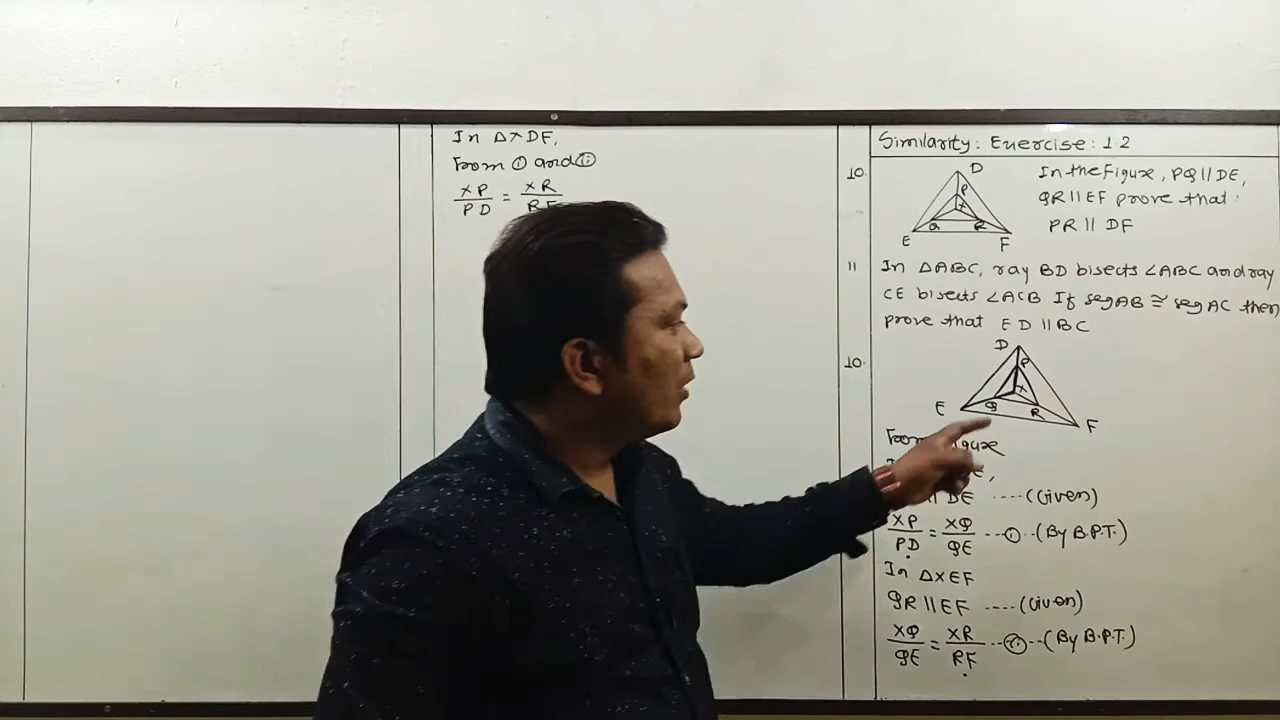 In ΔXDF,
From ① and ②
XP/PD = XR/RF
Similarity: Exercise: 1.2
10
D
P
X
Q
R
E
F
In the Figure, PQ ∥ DE,
QR ∥ EF prove that:
PR ∥ DF
11
In ΔABC, ray BD bisects ∠ABC and ray
CE bisects ∠ACB If seg AB ≅ seg AC then
prove that ED ∥ BC
10
D
P
X
E
Q
R
F
From
∥ DE ....(Given)
XP/PD = XQ/QE ...①..(By B.P.T.)
In ΔXEF
QR ∥ EF ....(Given)
XQ/QE = XR/RF ...②..(By B.P.T.)